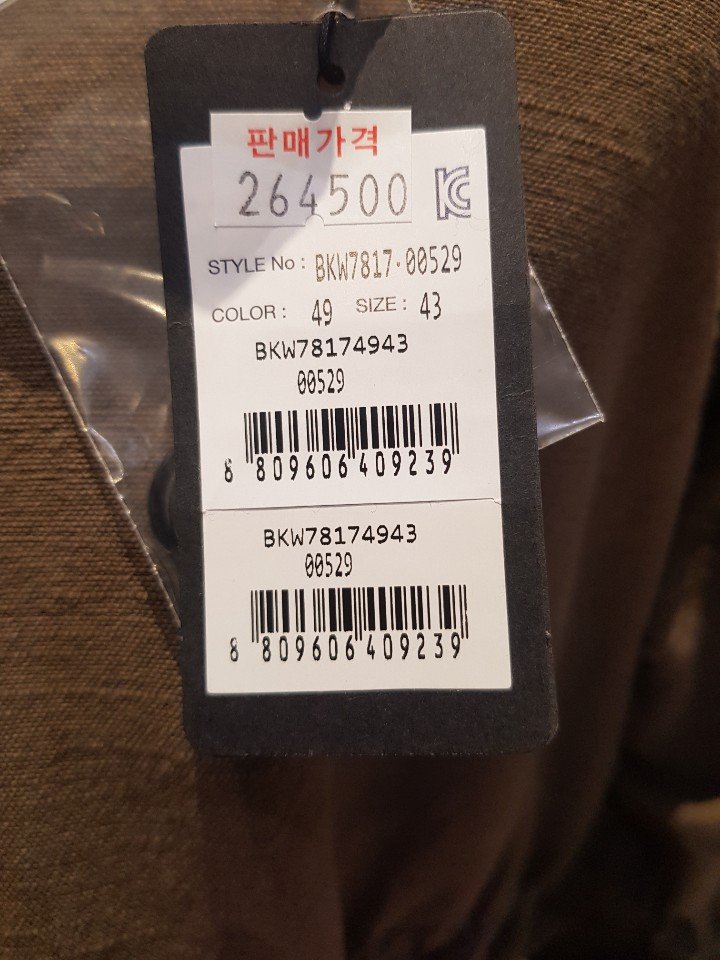 판매가격
264500
STYLE No : BKW7817-00529
COLOR : 49 SIZE : 43
BKW78174943
00529
8 809606 409239
BKW78174943
00529
8 809606 409239